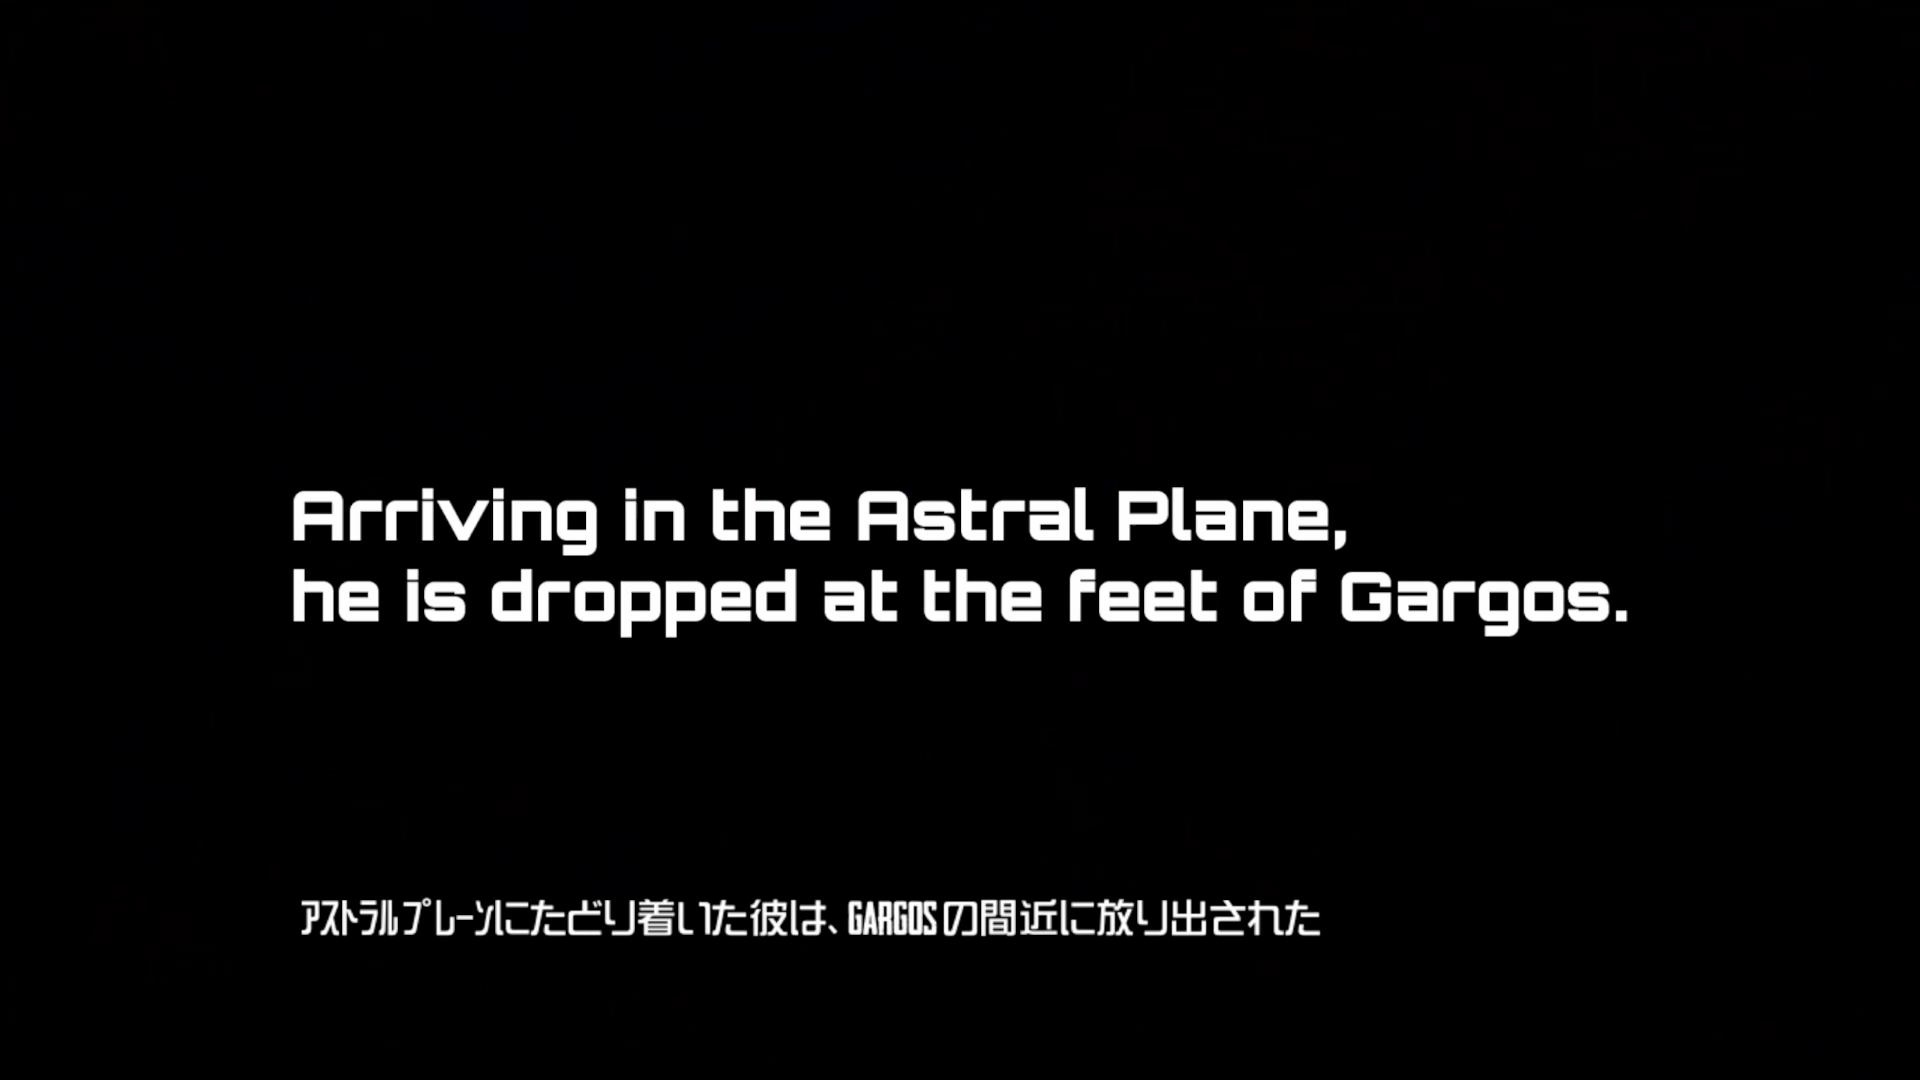 Arriving in the Astral Plane,
he is dropped at the feet of Gargos.
アストラルプレーンにたどり着いた彼は、GARGOSの間近に放り出された